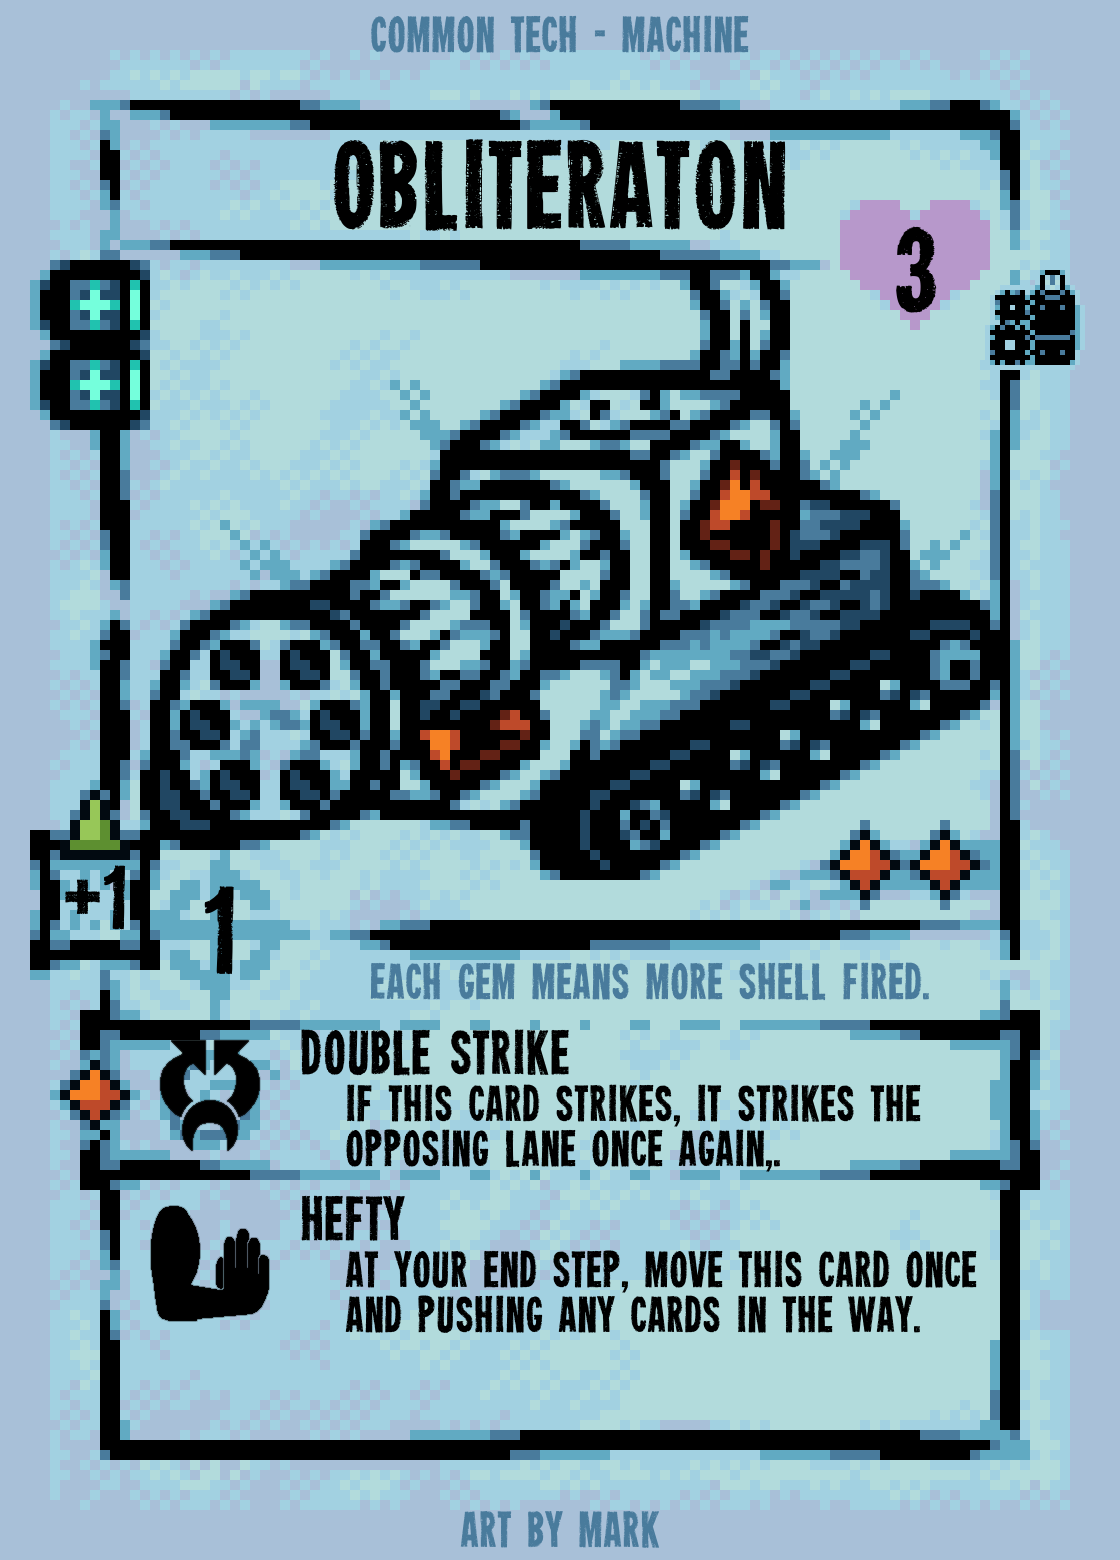 COMMON TECH - MACHINE
OBLITERATON
3
+1
1
EACH GEM MEANS MORE SHELL FIRED.
DOUBLE STRIKE
IF THIS CARD STRIKES, IT STRIKES THE
OPPOSING LANE ONCE AGAIN,.
HEFTY
AT YOUR END STEP, MOVE THIS CARD ONCE
AND PUSHING ANY CARDS IN THE WAY.
ART BY MARK